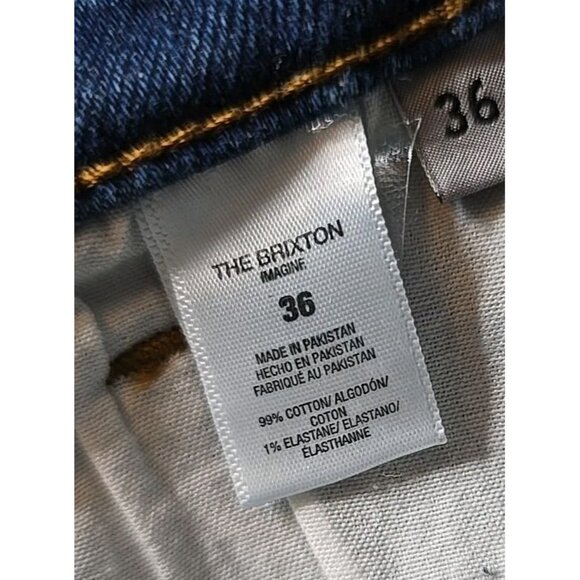 THE BRIXTON
IMAGINE
36
MADE IN PAKISTAN
HECHO EN PAKISTAN
FABRIQUÉ AU PAKISTAN
99% COTTON/ ALGODÓN/
COTON
1% ELASTANE/ ELASTANO/
ÉLASTHANNE
36